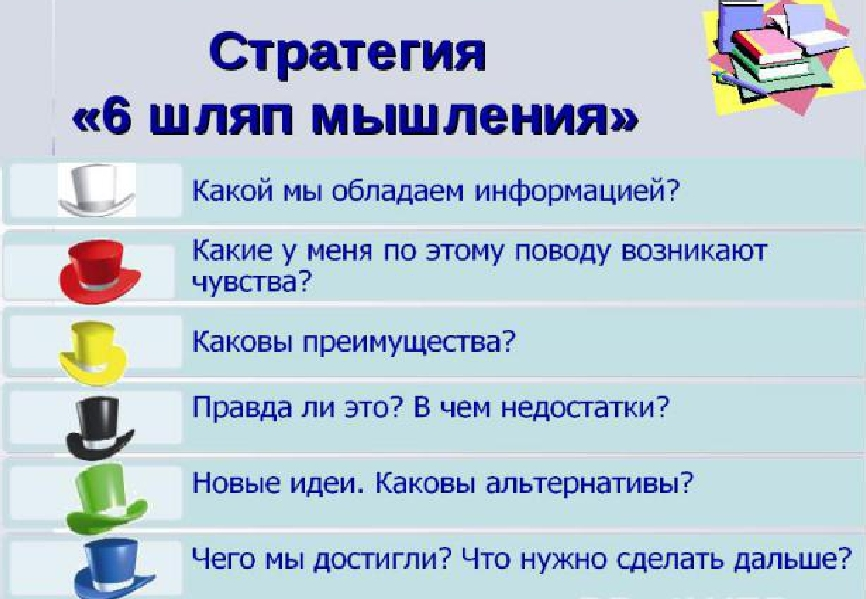 Стратегия
«6 шляп мышления»
Какой мы обладаем информацией?
Какие у меня по этому поводу возникают
чувства?
Каковы преимущества?
Правда ли это? В чем недостатки?
Новые идеи. Каковы альтернативы?
Чего мы достигли? Что нужно сделать дальше?